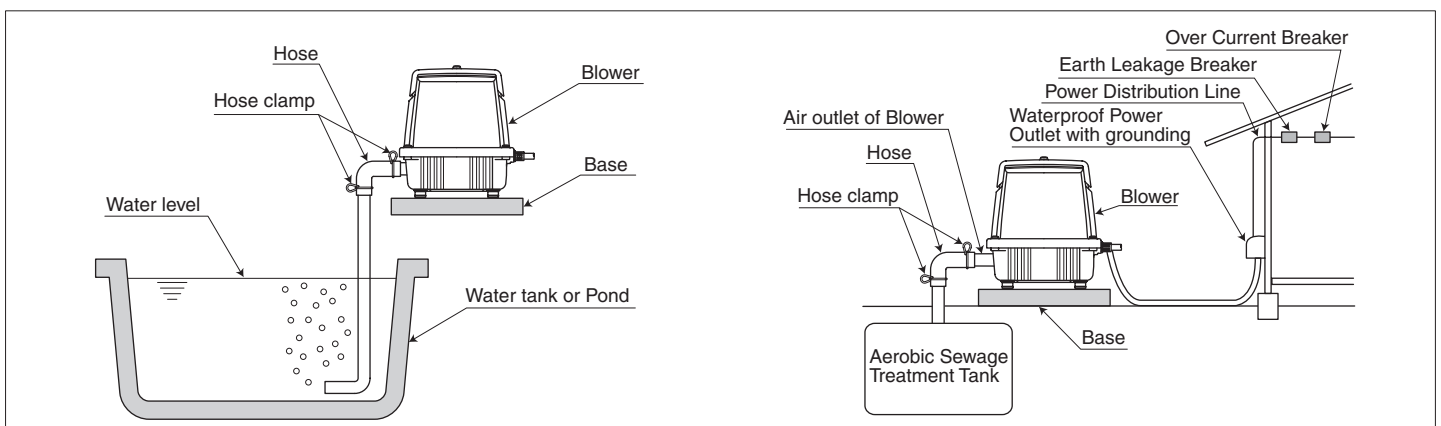 Hose
Blower
Hose clamp
Base
Water level
Water tank or Pond
Over Current Breaker
Earth Leakage Breaker
Power Distribution Line
Waterproof Power
Outlet with grounding
Air outlet of Blower
Hose
Hose clamp
Blower
Base
Aerobic Sewage
Treatment Tank